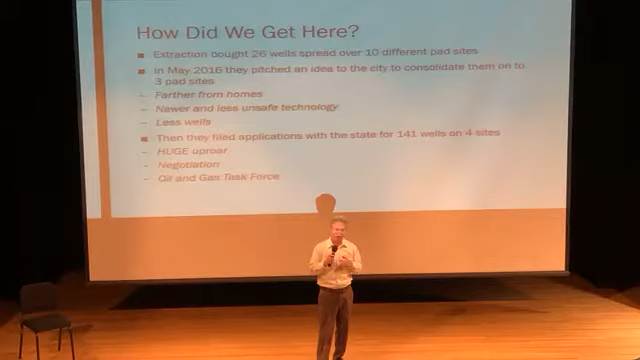 How Did We Get Here?
■ Extraction bought 26 wells spread over 10 different pad sites
■ In May 2016 they pitched an idea to the city to consolidate them on to
3 pad sites
– Farther from homes
– Newer and less unsafe technology
– Less wells
■ Then they filed applications with the state for 141 wells on 4 sites
– HUGE uproar
– Negotiation
– Oil and Gas Task Force